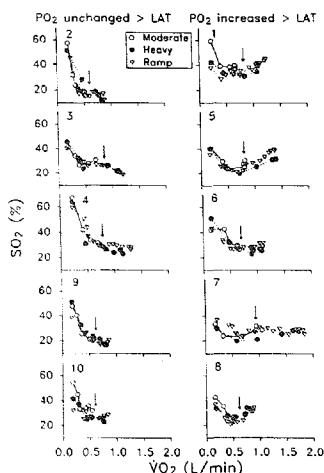 PO2 unchanged > LAT PO2 increased > LAT
○ Moderate
● Heavy
▽ Ramp
2 1
60
40
20
3 5
60
40
20
4 6
60
40
20
9 7
60
40
20
10 8
60
40
20
SO2 (%)
0.0 0.5 1.0 1.5 2.0 0.0 0.5 1.0 1.5 2.0
V̇O2 (L/min)